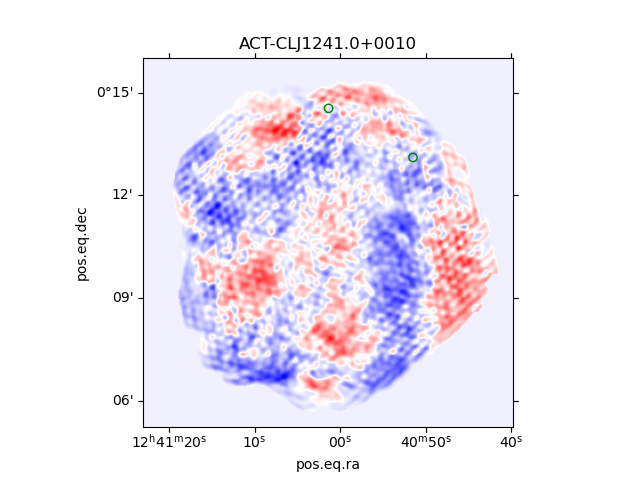 ACT-CLJ1241.0+0010
0°15'
12'
09'
06'
pos.eq.dec
12ʰ41ᵐ20ˢ 10ˢ 00ˢ 40ᵐ50ˢ 40ˢ
pos.eq.ra